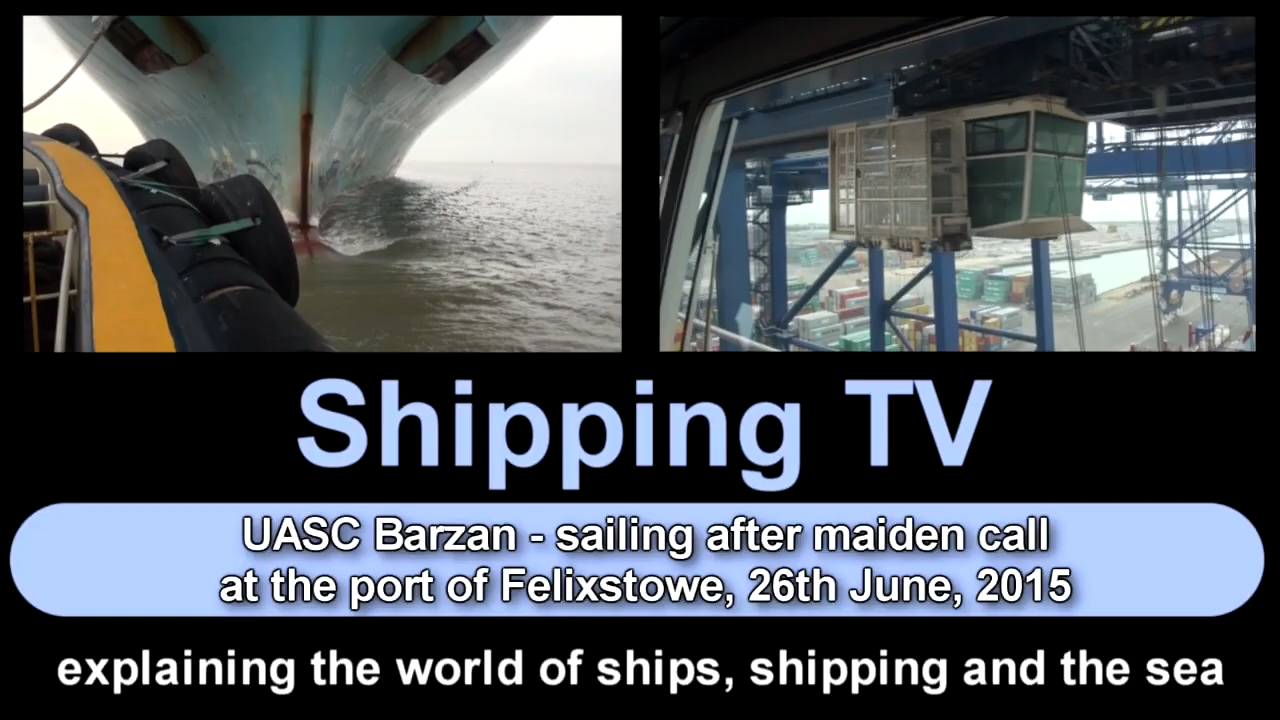 Shipping TV
UASC Barzan - sailing after maiden call
at the port of Felixstowe, 26th June, 2015
explaining the world of ships, shipping and the sea